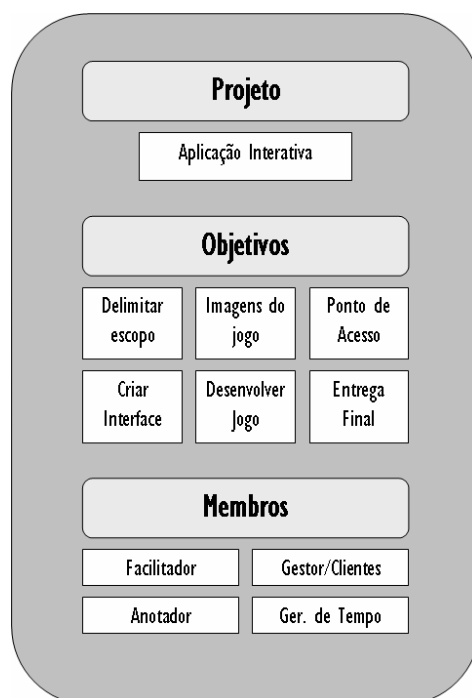 Projeto
Aplicação Interativa
Objetivos
Delimitar
escopo
Imagens do
jogo
Ponto de
Acesso
Criar
Interface
Desenvolver
Jogo
Entrega
Final
Membros
Facilitador
Gestor/Clientes
Anotador
Ger. de Tempo